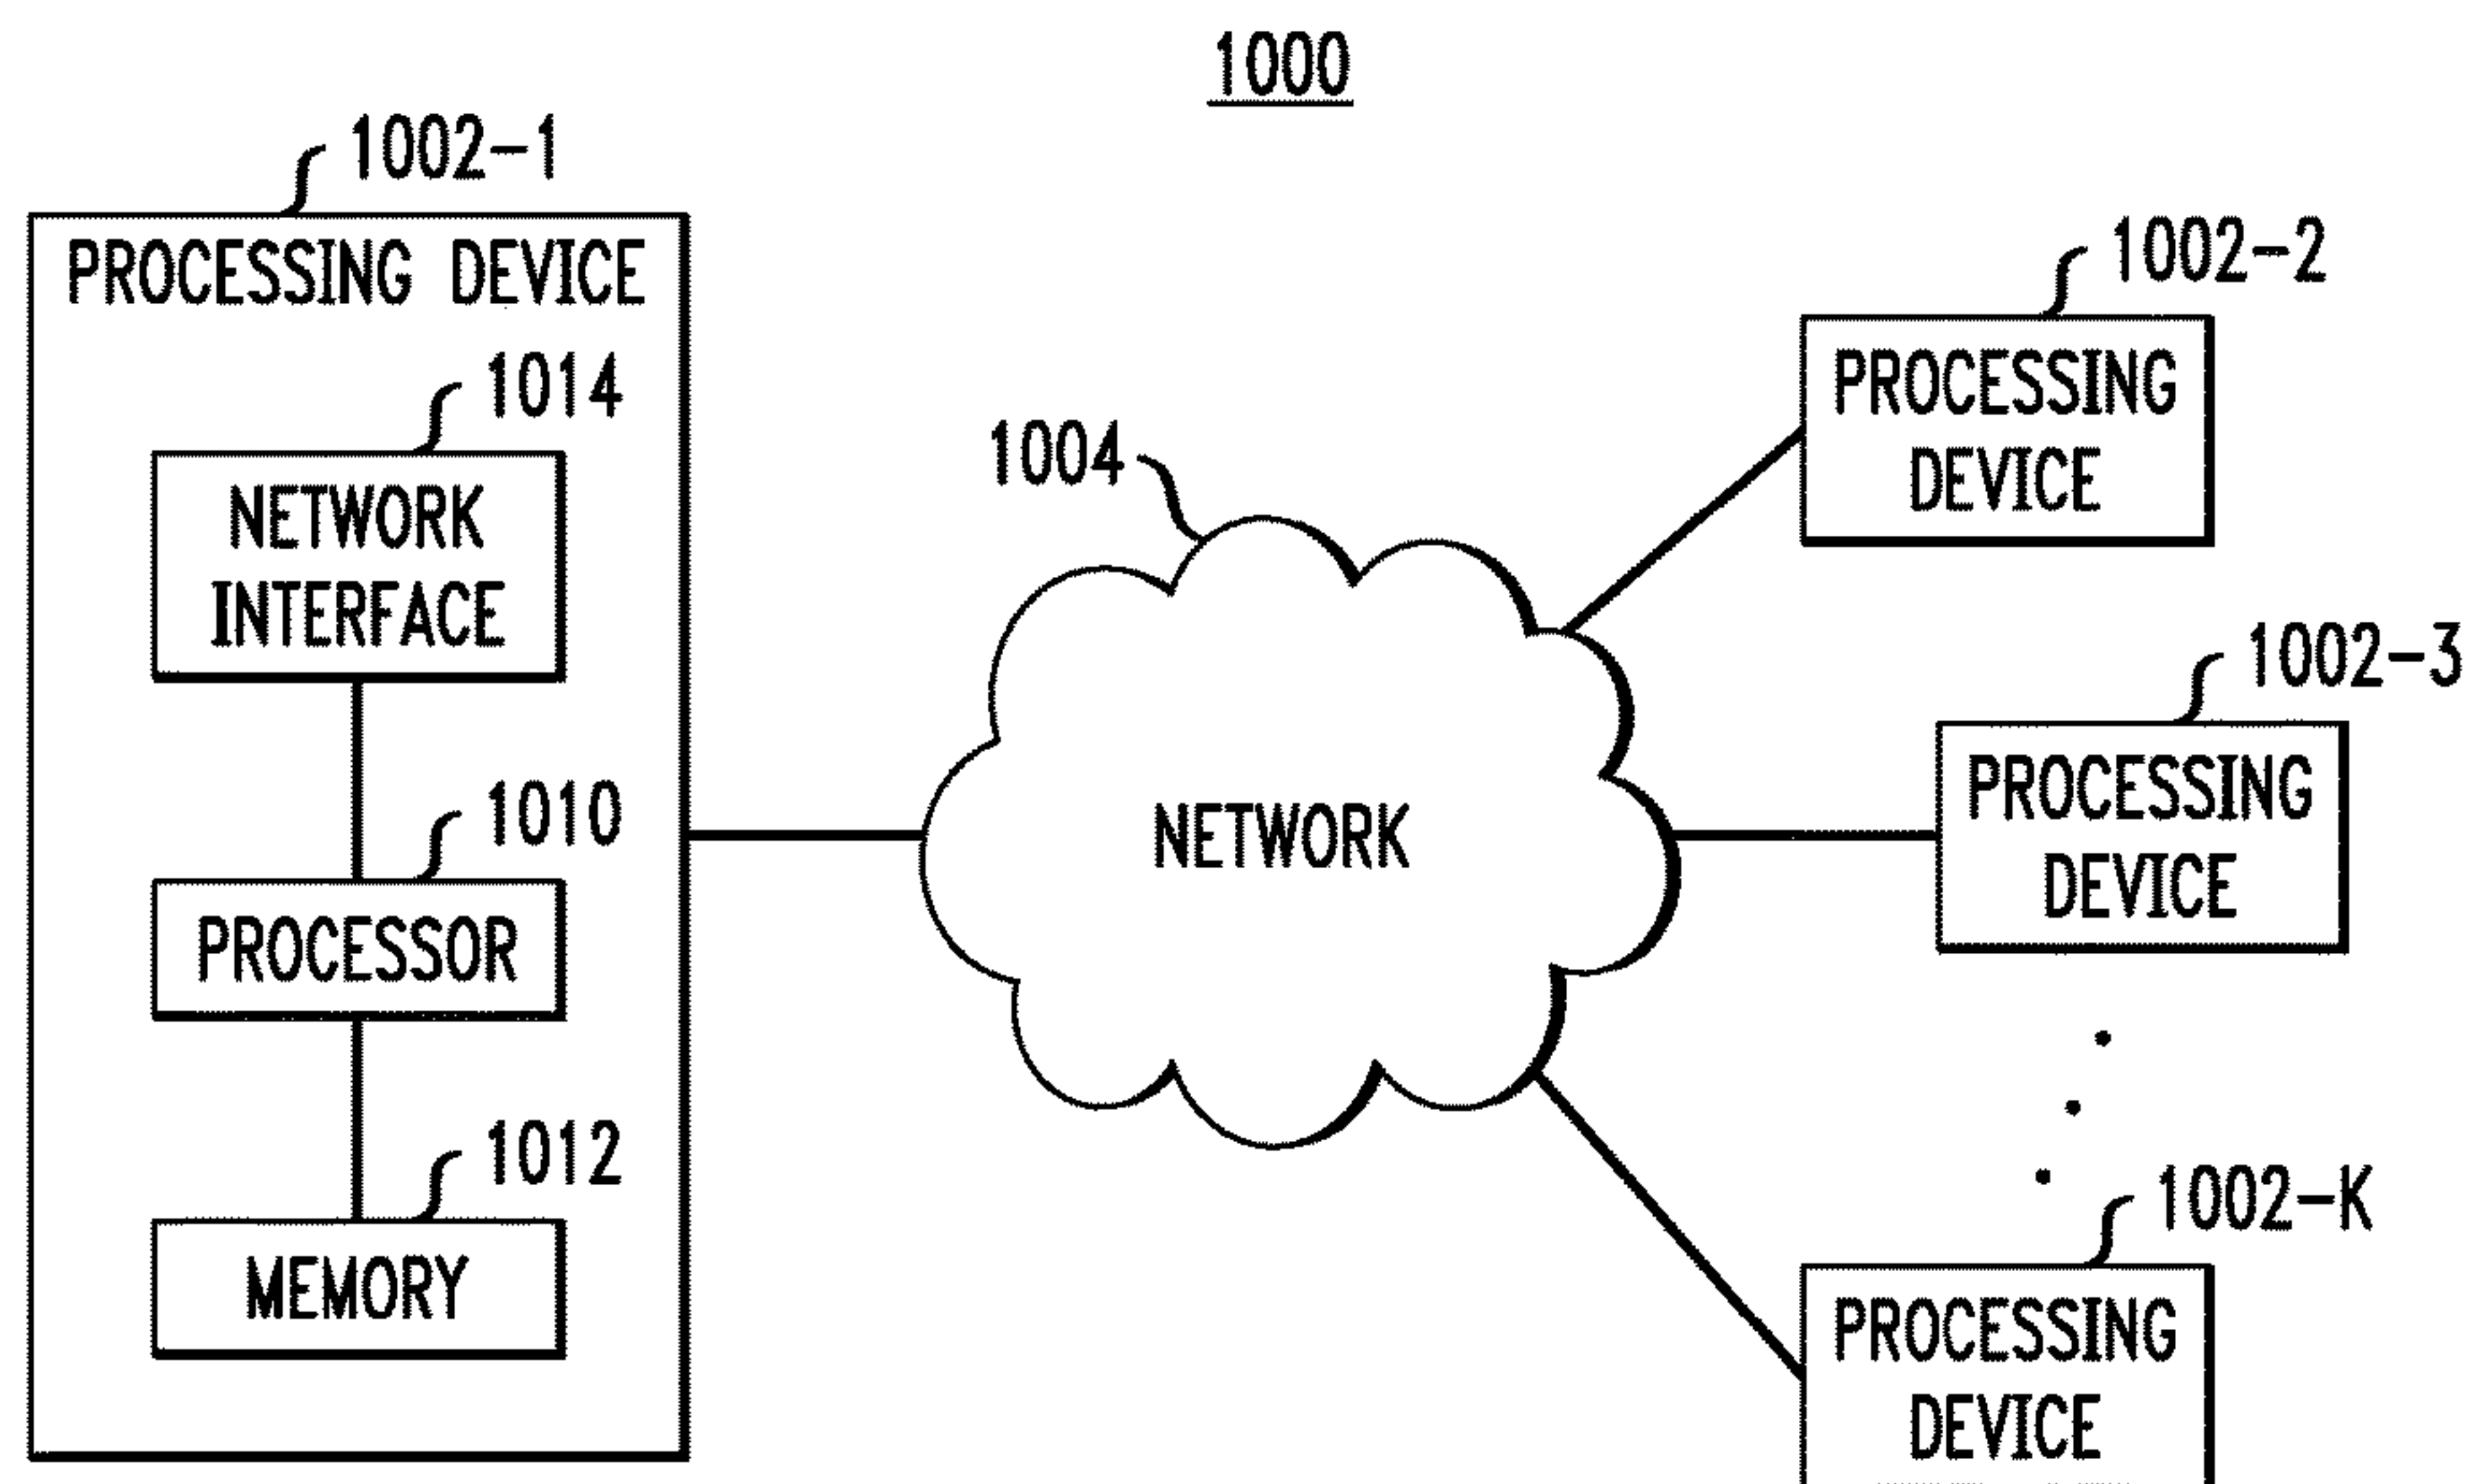 1000
1002-1
PROCESSING DEVICE
1014
NETWORK
INTERFACE
1010
PROCESSOR
1012
MEMORY
1004
NETWORK
1002-2
PROCESSING
DEVICE
1002-3
PROCESSING
DEVICE
1002-K
PROCESSING
DEVICE